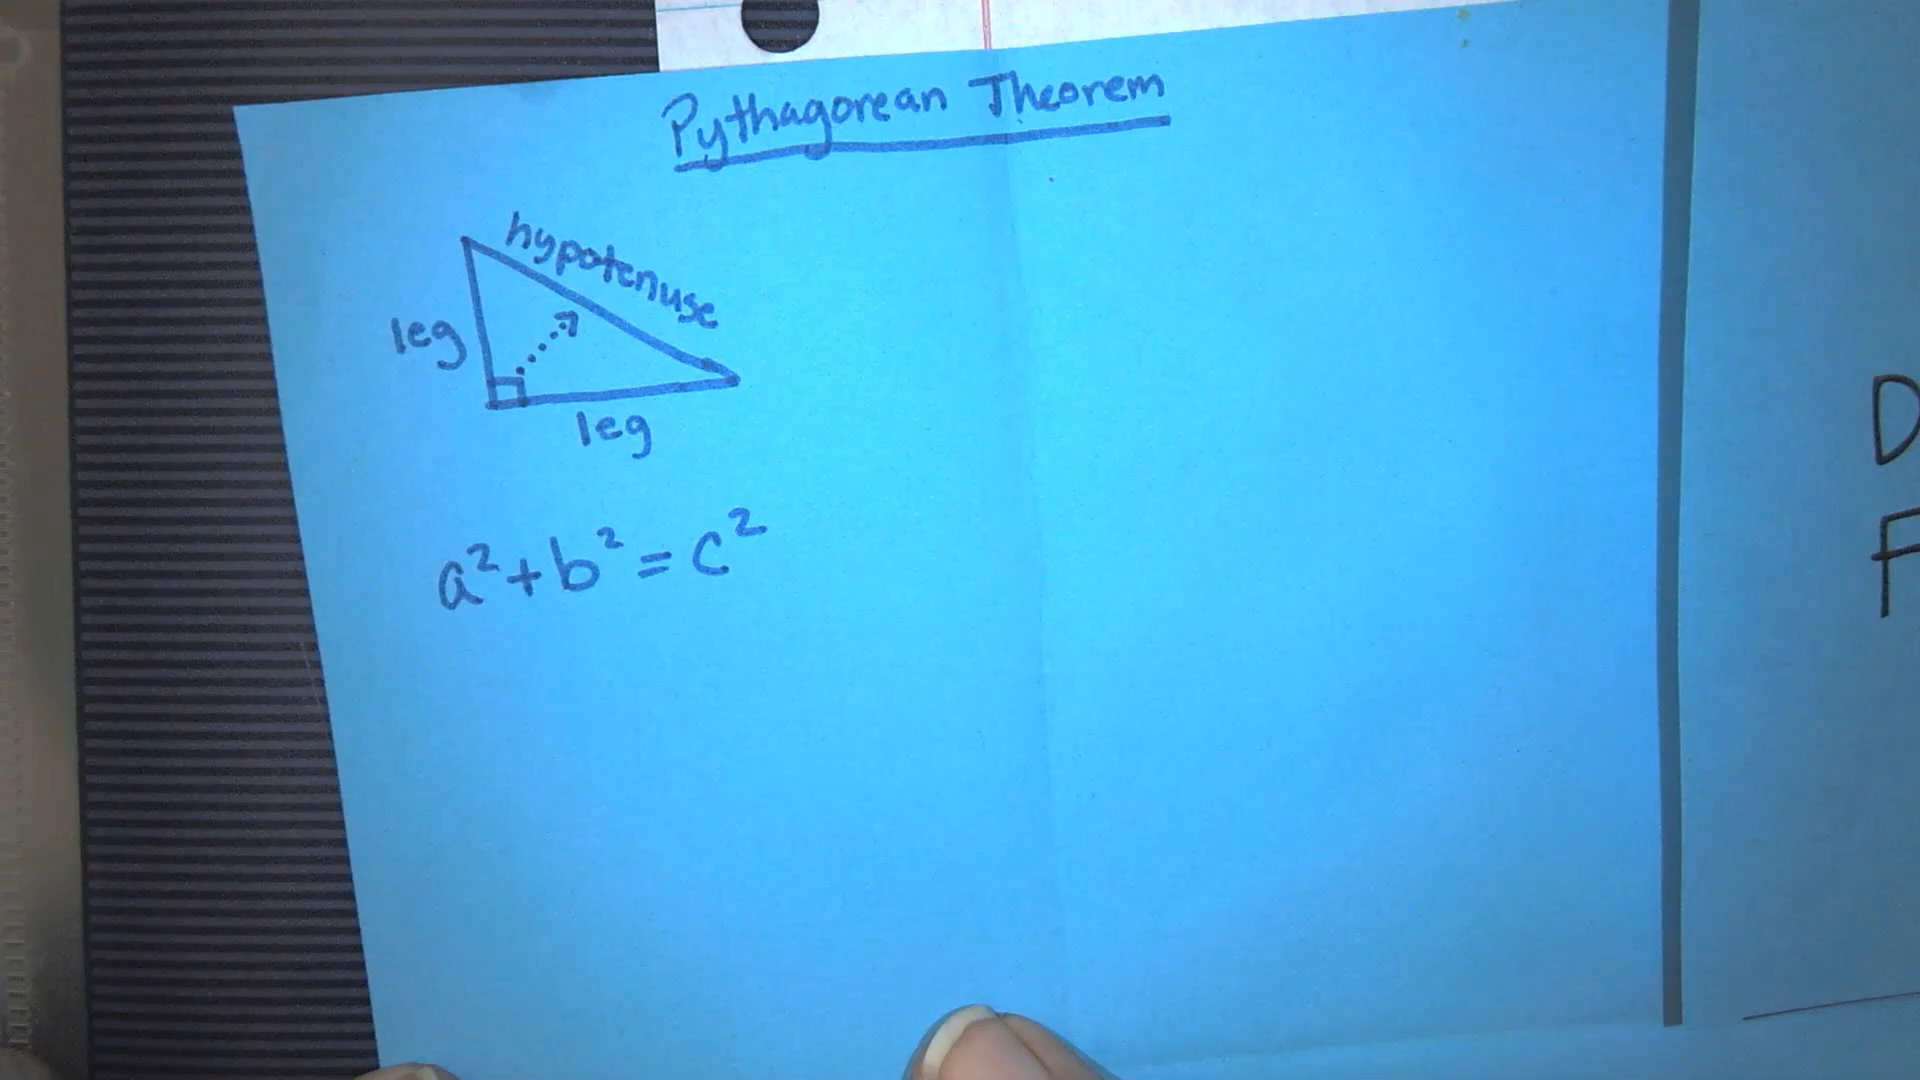 Pythagorean Theorem
hypotenuse
leg
leg
a² + b² = c²
D
F